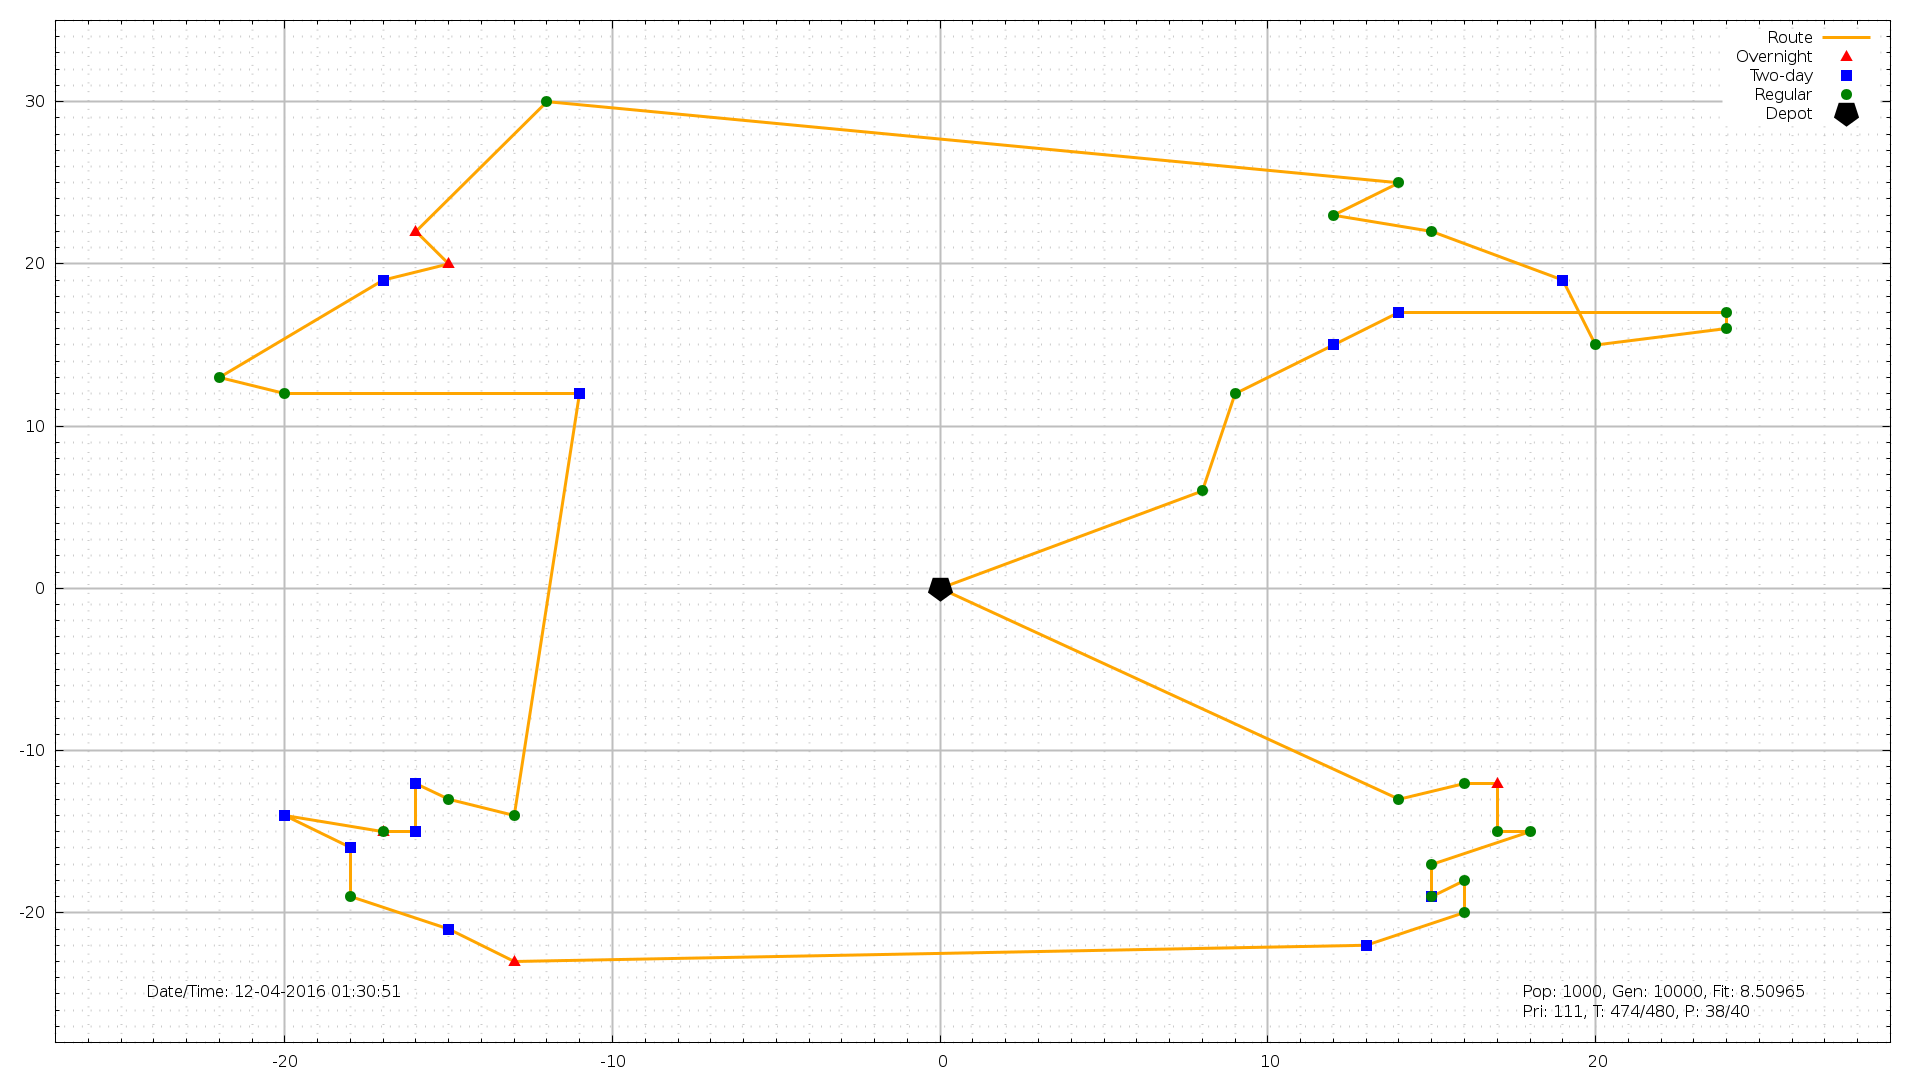 Route
Overnight
Two-day
Regular
Depot
30
20
10
0
-10
-20
Date/Time: 12-04-2016 01:30:51
Pop: 1000, Gen: 10000, Fit: 8.50965
Pri: 111, T: 474/480, P: 38/40
-20 -10 0 10 20